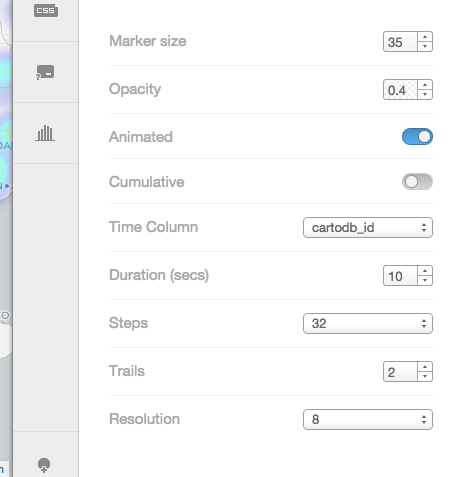 CSS
Marker size 35
Opacity 0.4
Animated
Cumulative
Time Column cartodb_id
Duration (secs) 10
Steps 32
Trails 2
Resolution 8